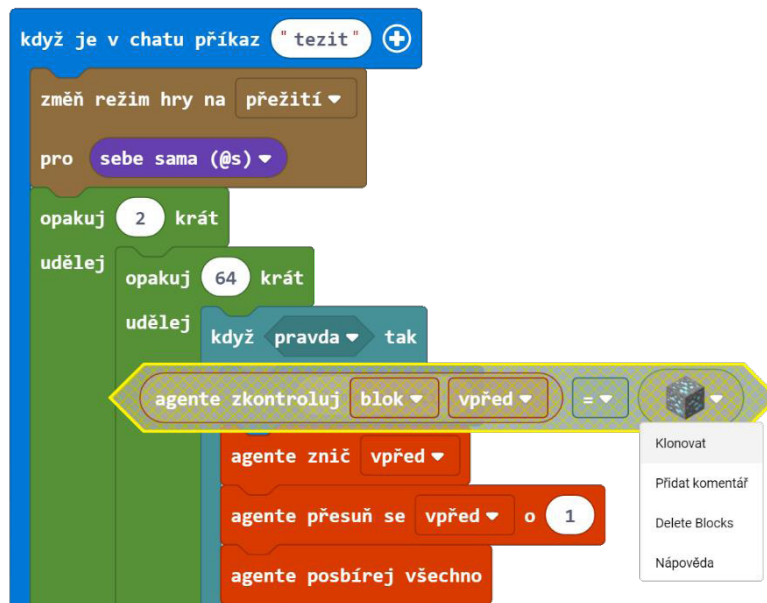 když je v chatu příkaz "tezit"
změň režim hry na přežití
pro sebe sama (@s)
opakuj 2 krát
udělej
opakuj 64 krát
udělej
když pravda tak
agente zkontroluj blok vpřed =
Klonovat
Přidat komentář
Delete Blocks
Nápověda
agente znič vpřed
agente přesuň se vpřed o 1
agente posbírej všechno